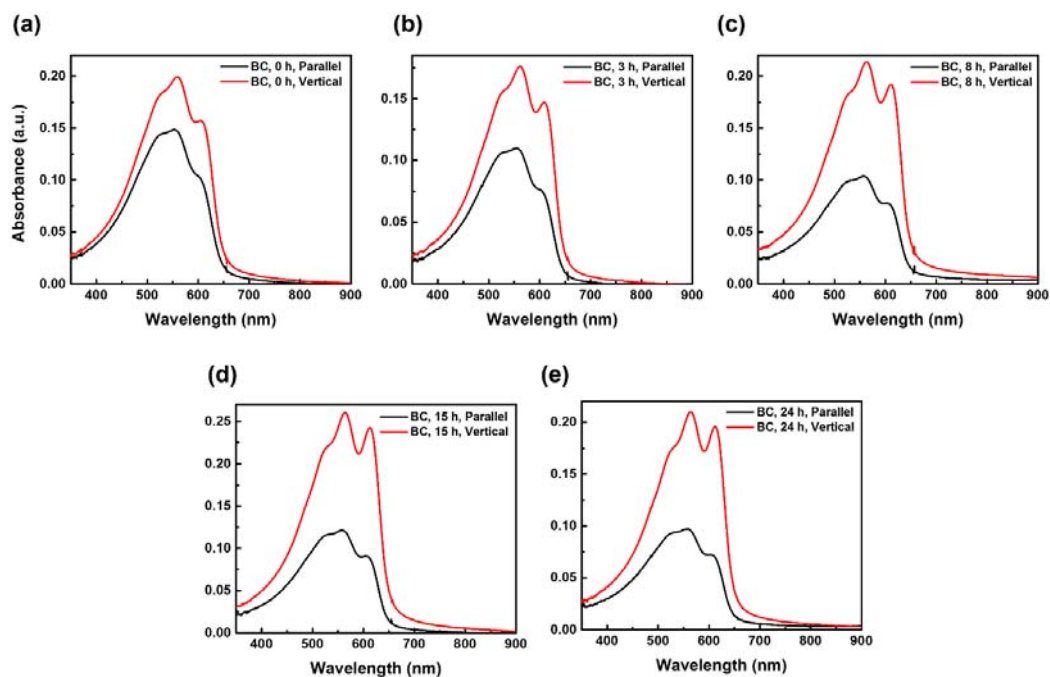 (a)
BC, 0 h, Parallel
BC, 0 h, Vertical
0.20
0.15
0.10
0.05
0.00
Absorbance (a.u.)
400 500 600 700 800 900
Wavelength (nm)
(b)
BC, 3 h, Parallel
BC, 3 h, Vertical
0.15
0.10
0.05
0.00
400 500 600 700 800 900
Wavelength (nm)
(c)
BC, 8 h, Parallel
BC, 8 h, Vertical
0.20
0.15
0.10
0.05
0.00
400 500 600 700 800 900
Wavelength (nm)
(d)
BC, 15 h, Parallel
BC, 15 h, Vertical
0.25
0.20
0.15
0.10
0.05
0.00
400 500 600 700 800 900
Wavelength (nm)
(e)
BC, 24 h, Parallel
BC, 24 h, Vertical
0.20
0.15
0.10
0.05
0.00
400 500 600 700 800 900
Wavelength (nm)